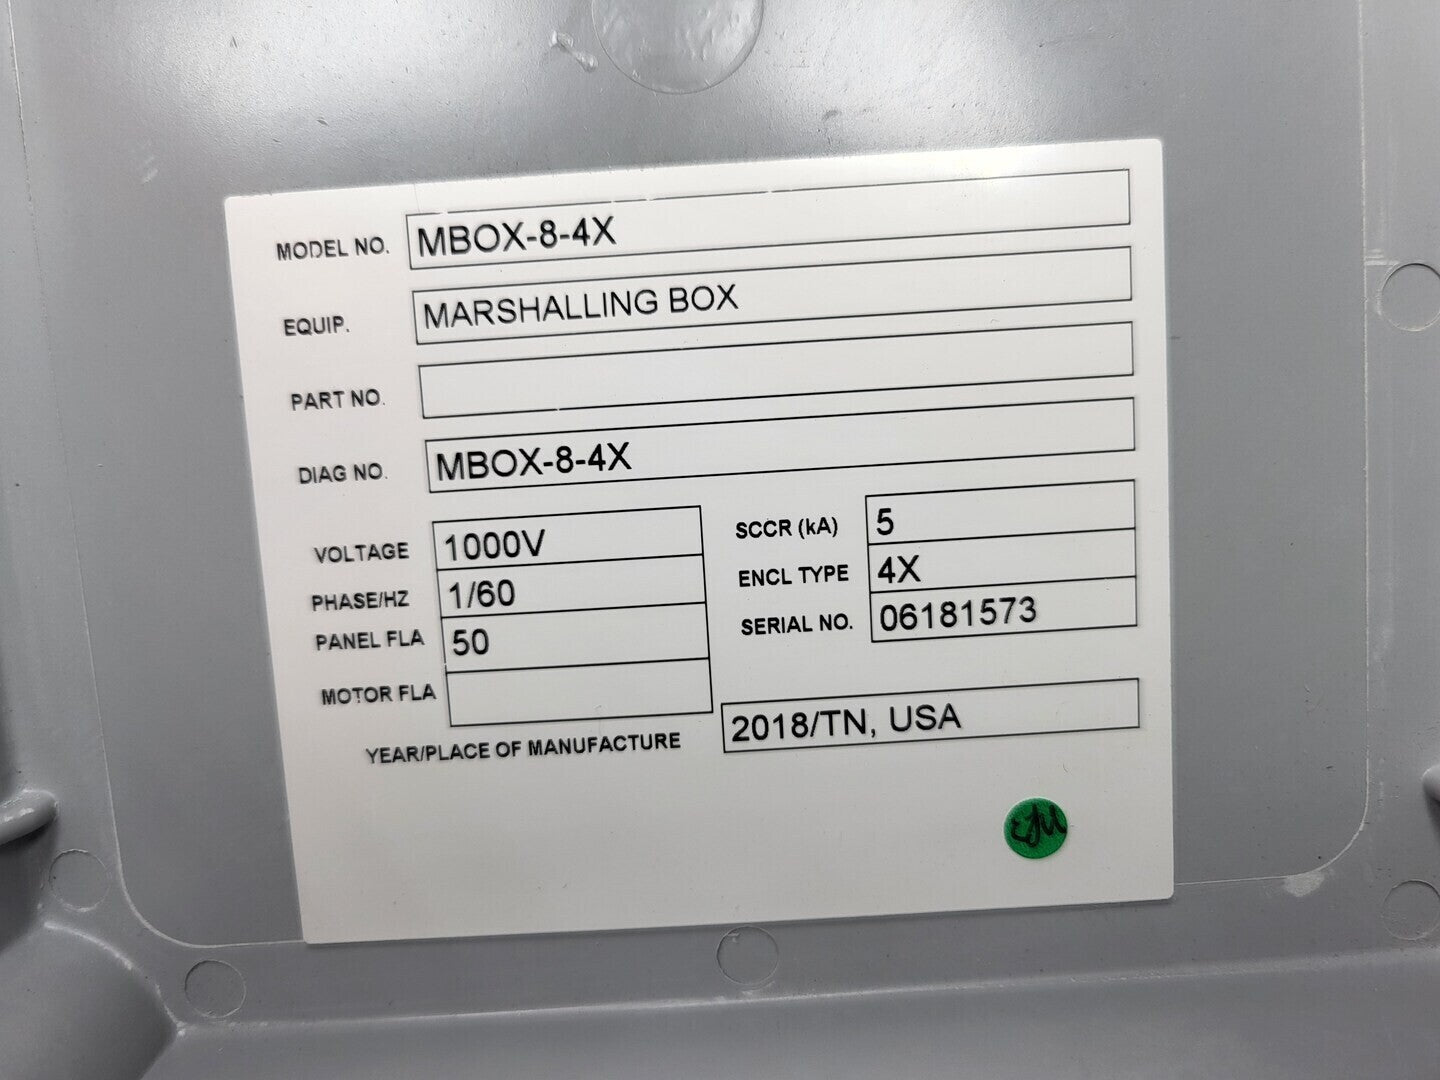 MODEL NO. MBOX-8-4X
EQUIP. MARSHALLING BOX
PART NO.
DIAG NO. MBOX-8-4X
VOLTAGE 1000V
PHASE/HZ 1/60
PANEL FLA 50
MOTOR FLA
SCCR (kA) 5
ENCL TYPE 4X
SERIAL NO. 06181573
YEAR/PLACE OF MANUFACTURE 2018/TN, USA